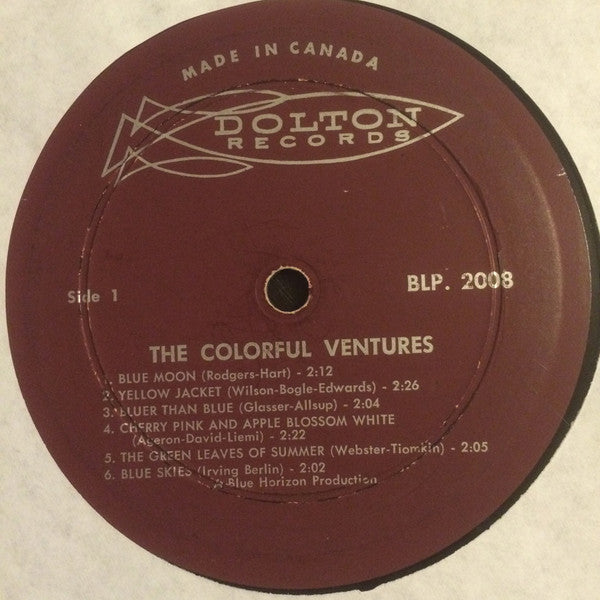 MADE IN CANADA
DOLTON
RECORDS
Side 1
BLP. 2008
THE COLORFUL VENTURES
1. BLUE MOON (Rodgers-Hart) - 2:12
2. YELLOW JACKET (Wilson-Bogle-Edwards) - 2:26
3. BLUER THAN BLUE (Glasser-Allsup) - 2:04
4. CHERRY PINK AND APPLE BLOSSOM WHITE
(Ageron-David-Liemi) - 2:22
5. THE GREEN LEAVES OF SUMMER (Webster-Tiomkin) - 2:05
6. BLUE SKIES (Irving Berlin) - 2:02
A Blue Horizon Production